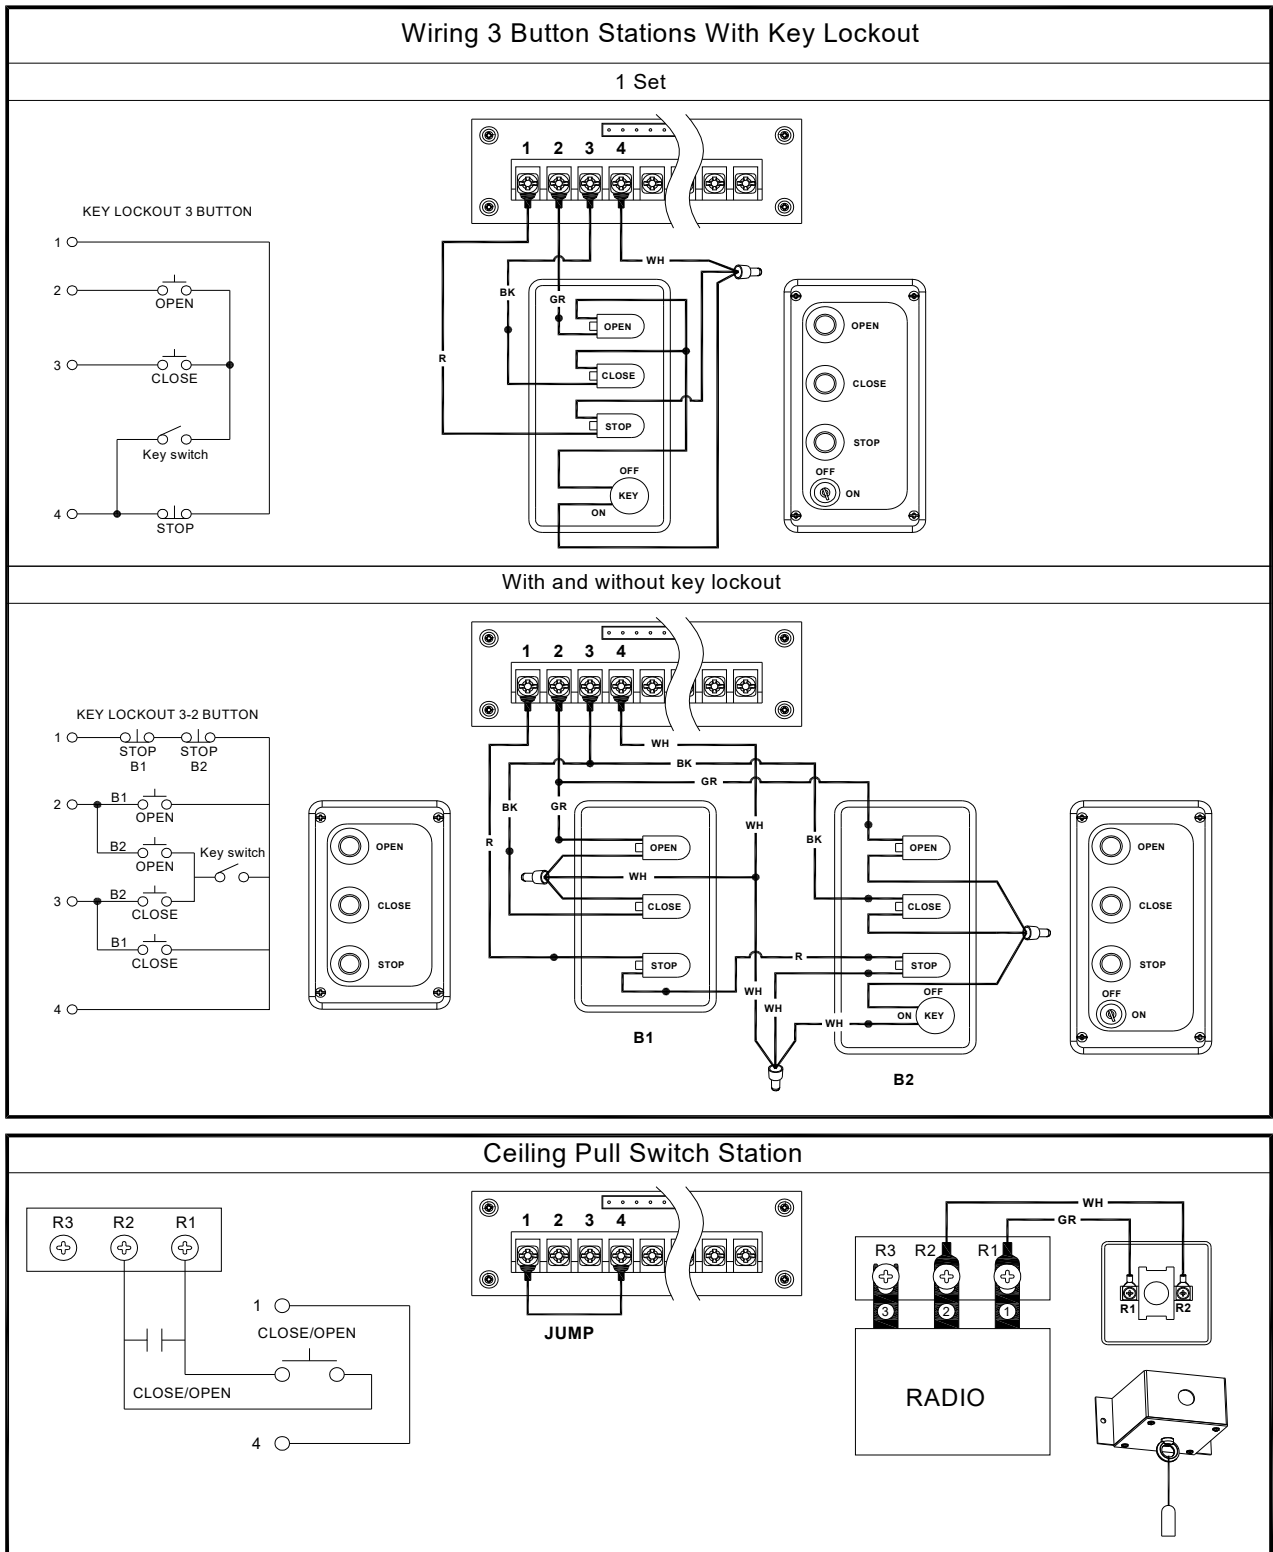 Wiring 3 Button Stations With Key Lockout
1 Set
1 2 3 4
KEY LOCKOUT 3 BUTTON
1
2
OPEN
3
CLOSE
Key switch
4
STOP
WH
BK
GR
R
OPEN
CLOSE
STOP
OFF
KEY
ON
OPEN
CLOSE
STOP
OFF
ON
With and without key lockout
1 2 3 4
KEY LOCKOUT 3-2 BUTTON
1
STOP STOP
B1 B2
2 B1
OPEN
B2 Key switch
OPEN
3 B2
CLOSE
B1
CLOSE
4
OPEN
CLOSE
STOP
WH
BK
GR
BK GR
R
WH
BK
OPEN
WH
CLOSE
STOP
B1
R
WH
WH
WH
OPEN
CLOSE
STOP
OFF
ON KEY
B2
OPEN
CLOSE
STOP
OFF
ON
Ceiling Pull Switch Station
R3 R2 R1
1
CLOSE/OPEN
CLOSE/OPEN
4
1 2 3 4
JUMP
WH
GR
R3 R2 R1
3 2 1
RADIO
R1 R2